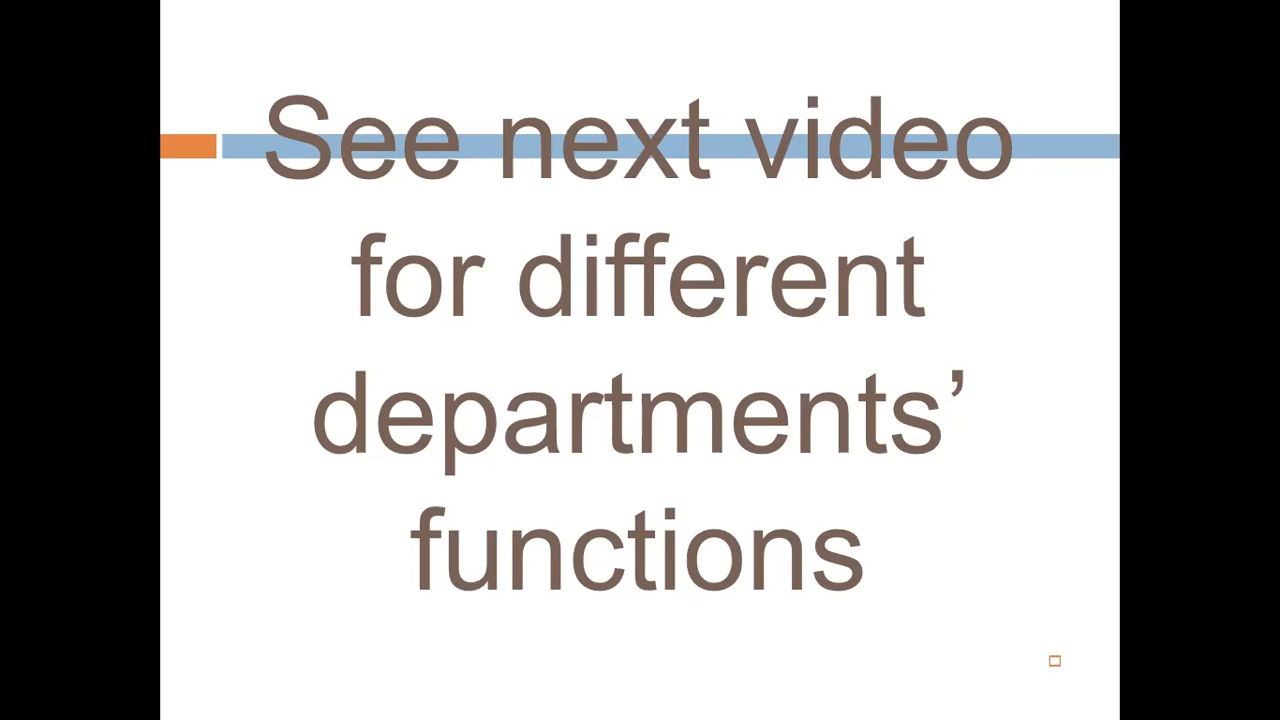 See next video
for different
departments’
functions